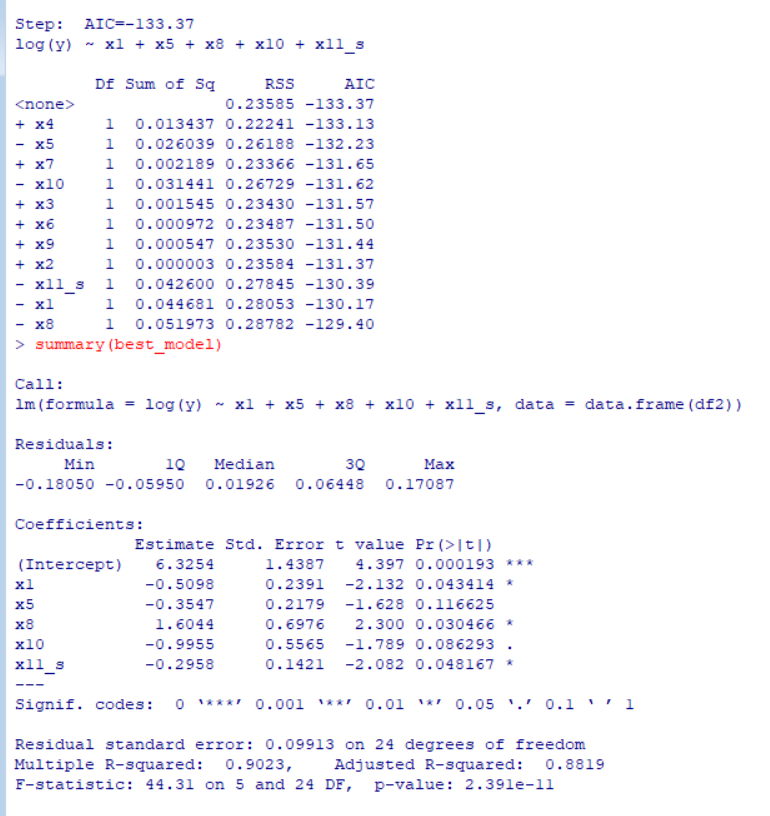 Step:  AIC=-133.37
log(y) ~ x1 + x5 + x8 + x10 + x11_s
        Df Sum of Sq     RSS     AIC
<none>               0.23585 -133.37
+ x4     1  0.013437 0.22241 -133.13
- x5     1  0.026039 0.26188 -132.23
+ x7     1  0.002189 0.23366 -131.65
- x10    1  0.031441 0.26729 -131.62
+ x3     1  0.001545 0.23430 -131.57
+ x6     1  0.000972 0.23487 -131.50
+ x9     1  0.000547 0.23530 -131.44
+ x2     1  0.000003 0.23584 -131.37
- x11_s  1  0.042600 0.27845 -130.39
- x1     1  0.044681 0.28053 -130.17
- x8     1  0.051973 0.28782 -129.40
> summary(best_model)
Call:
lm(formula = log(y) ~ x1 + x5 + x8 + x10 + x11_s, data = data.frame(df2))
Residuals:
     Min       1Q   Median       3Q      Max
-0.18050 -0.05950  0.01926  0.06448  0.17087
Coefficients:
            Estimate Std. Error t value Pr(>|t|)
(Intercept)   6.3254     1.4387   4.397 0.000193 ***
x1           -0.5098     0.2391  -2.132 0.043414 *
x5           -0.3547     0.2179  -1.628 0.116625
x8            1.6044     0.6976   2.300 0.030466 *
x10          -0.9955     0.5565  -1.789 0.086293 .
x11_s        -0.2958     0.1421  -2.082 0.048167 *
---
Signif. codes:  0 ‘***’ 0.001 ‘**’ 0.01 ‘*’ 0.05 ‘.’ 0.1 ‘ ’ 1
Residual standard error: 0.09913 on 24 degrees of freedom
Multiple R-squared:  0.9023,    Adjusted R-squared:  0.8819
F-statistic: 44.31 on 5 and 24 DF,  p-value: 2.391e-11